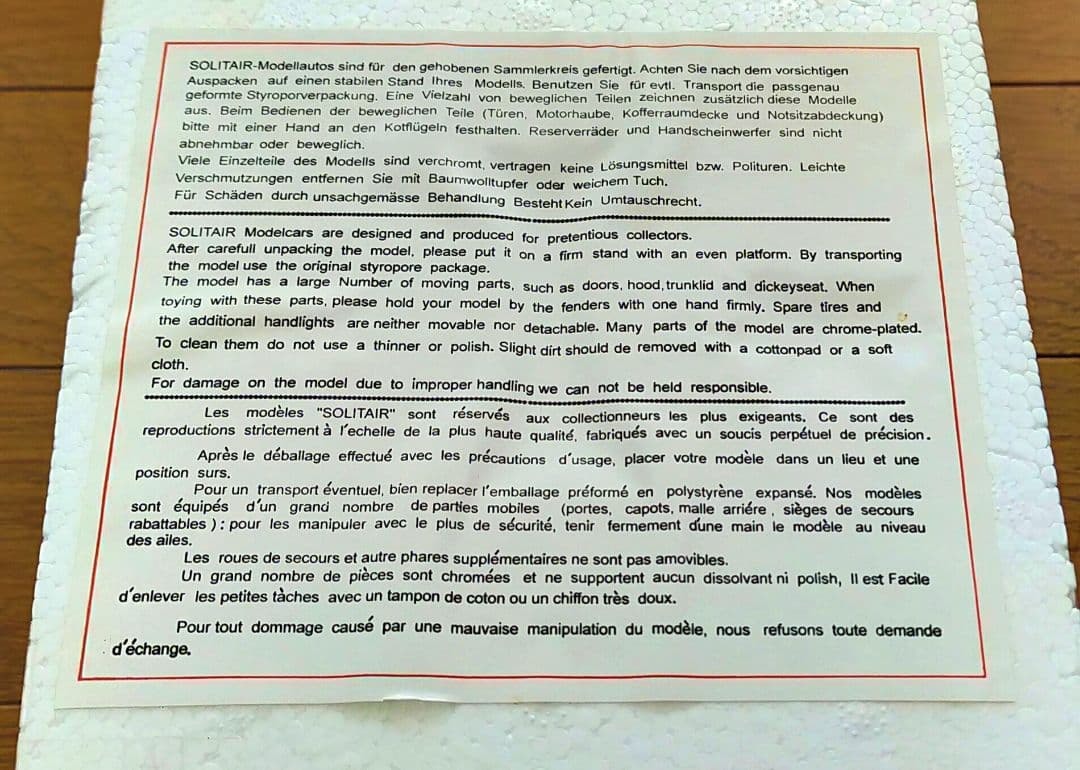 SOLITAIR-Modellautos sind für den gehobenen Sammlerkreis gefertigt. Achten Sie nach dem vorsichtigen
Auspacken auf einen stabilen Stand Ihres Modells. Benutzen Sie für evtl. Transport die passgenau
geformte Styroporverpackung. Eine Vielzahl von beweglichen Teilen zeichnen zusätzlich diese Modelle
aus. Beim Bedienen der beweglichen Teile (Türen, Motorhaube, Kofferraumdecke und Notsitzabdeckung)
bitte mit einer Hand an den Kotflügeln festhalten. Reserverräder und Handscheinwerfer sind nicht
abnehmbar oder beweglich.
Viele Einzelteile des Modells sind verchromt, vertragen keine Lösungsmittel bzw. Polituren. Leichte
Verschmutzungen entfernen Sie mit Baumwolltupfer oder weichem Tuch.
Für Schäden durch unsachgemässe Behandlung Besteht Kein Umtauschrecht.
SOLITAIR Modelcars are designed and produced for pretentious collectors.
After carefull unpacking the model, please put it on a firm stand with an even platform. By transporting
the model use the original styropore package.
The model has a large Number of moving parts, such as doors, hood, trunklid and dickeyseat. When
toying with these parts, please hold your model by the fenders with one hand firmly. Spare tires and
the additional handlights are neither movable nor detachable. Many parts of the model are chrome-plated.
To clean them do not use a thinner or polish. Slight dirt should de removed with a cottonpad or a soft
cloth.
For damage on the model due to improper handling we can not be held responsible.
Les modèles "SOLITAIR" sont réservés aux collectionneurs les plus exigeants. Ce sont des
reproductions strictement à l'echelle de la plus haute qualité, fabriqués avec un soucis perpétuel de précision.
Après le déballage effectué avec les précautions d'usage, placer votre modèle dans un lieu et une
position surs.
Pour un transport éventuel, bien replacer l'emballage préformé en polystyrène expansé. Nos modèles
sont équipés d'un grand nombre de parties mobiles (portes, capots, malle arriére, sièges de secours
rabattables ) : pour les manipuler avec le plus de sécurité, tenir fermement d'une main le modèle au niveau
des ailes.
Les roues de secours et autre phares supplémentaires ne sont pas amovibles.
Un grand nombre de pièces sont chromées et ne supportent aucun dissolvant ni polish, Il est Facile
d'enlever les petites tàches avec un tampon de coton ou un chiffon très doux.
Pour tout dommage causé par une mauvaise manipulation du modèle, nous refusons toute demande
d'échange.